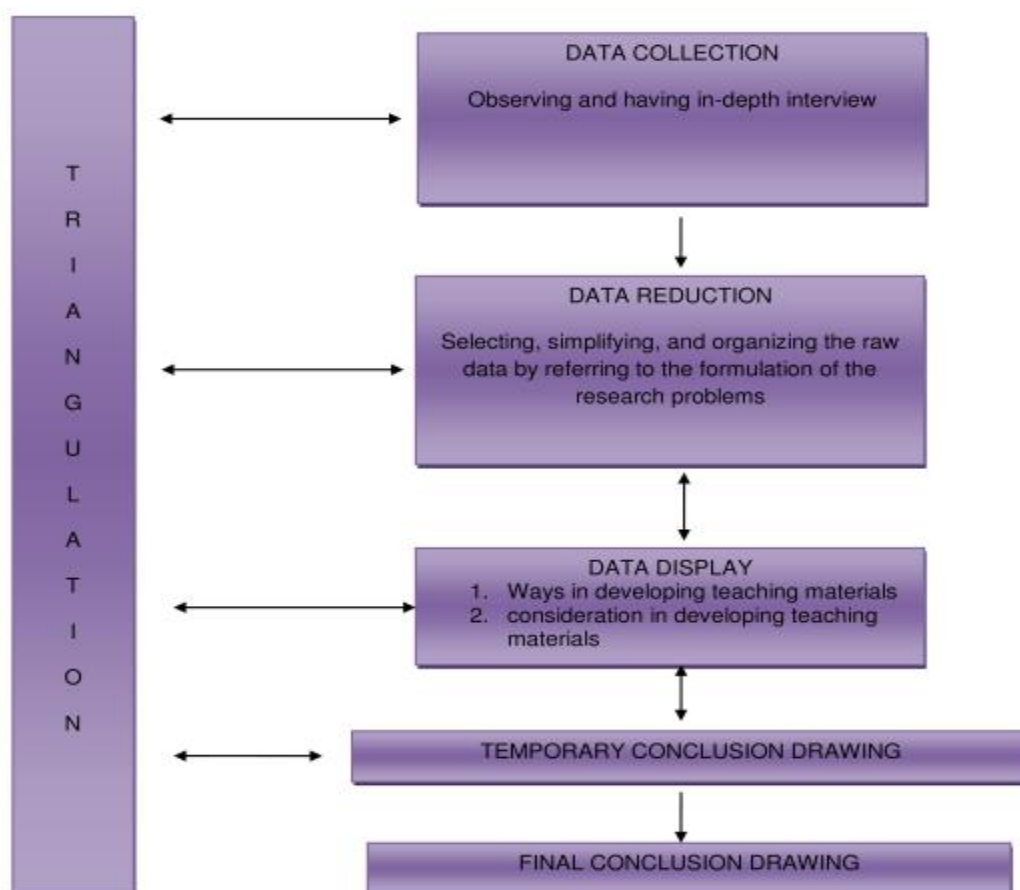 T
R
I
A
N
G
U
L
A
T
I
O
N
DATA COLLECTION
Observing and having in-depth interview
DATA REDUCTION
Selecting, simplifying, and organizing the raw
data by referring to the formulation of the
research problems
DATA DISPLAY
1. Ways in developing teaching materials
2. consideration in developing teaching
materials
TEMPORARY CONCLUSION DRAWING
FINAL CONCLUSION DRAWING